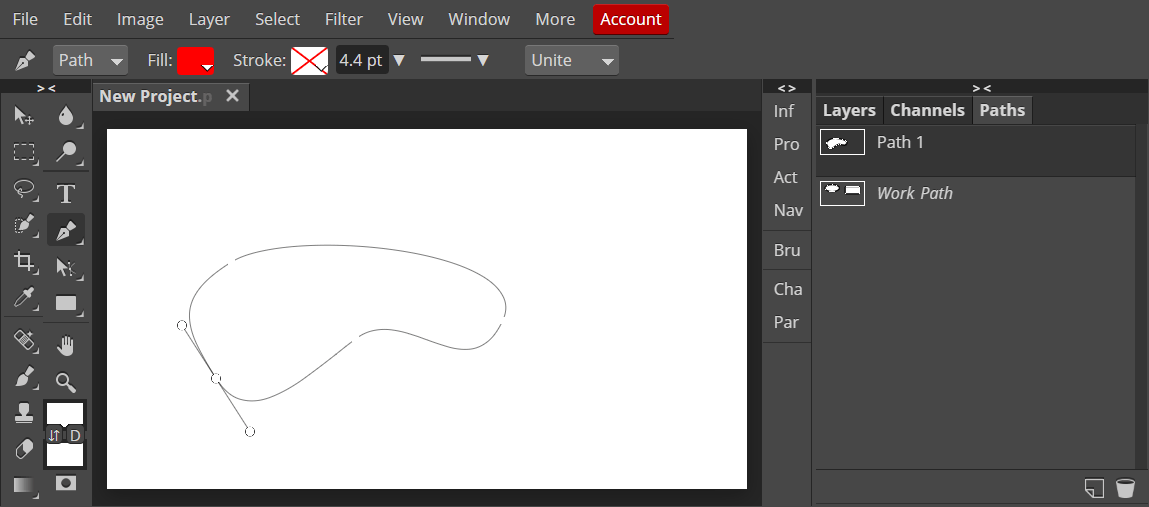 File Edit Image Layer Select Filter View Window More Account
Path Fill: Stroke: 4.4 pt Unite
> < < > > <
New Project.p
Layers Channels Paths
Inf
Pro
Act
Nav
Bru
Cha
Par
Path 1
Work Path
T
D